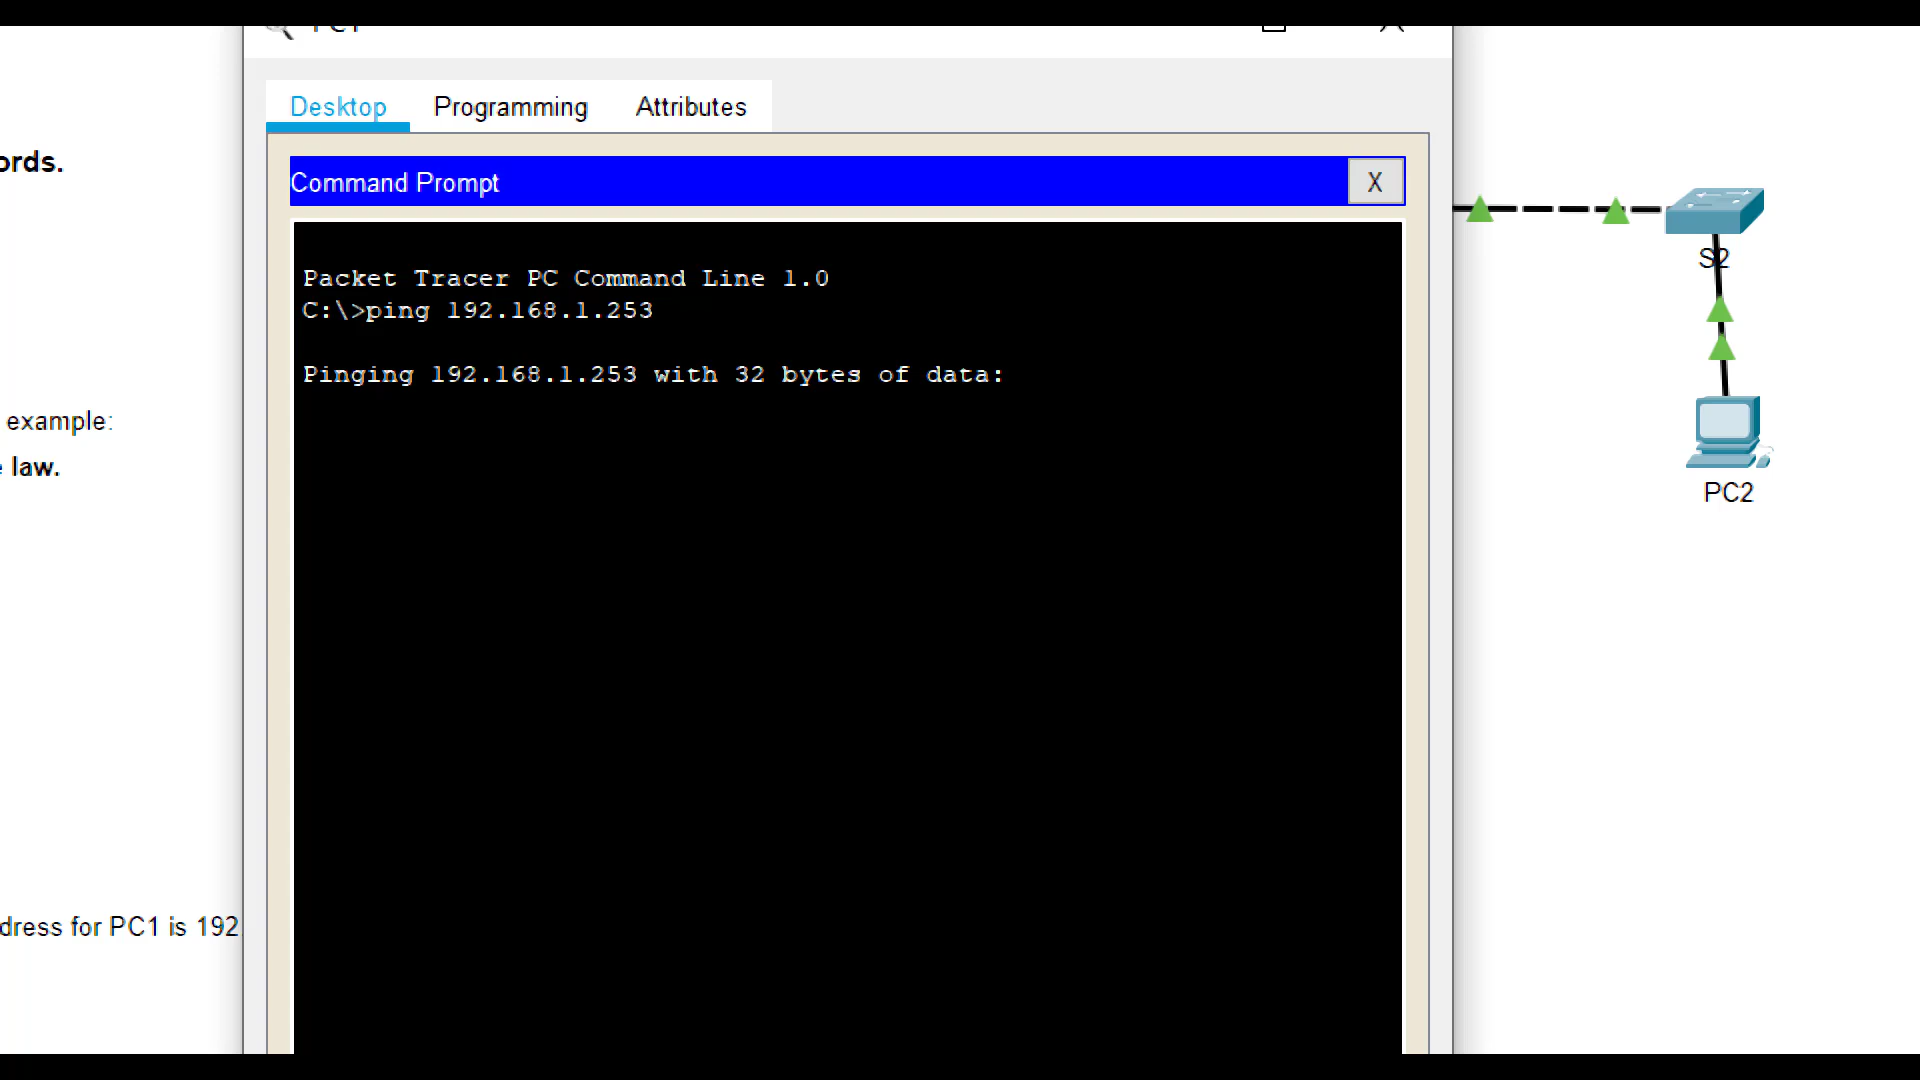 PC1
Desktop Programming Attributes
ords.
Command Prompt X
S2
Packet Tracer PC Command Line 1.0
C:\>ping 192.168.1.253
Pinging 192.168.1.253 with 32 bytes of data:
example:
law.
PC2
dress for PC1 is 192